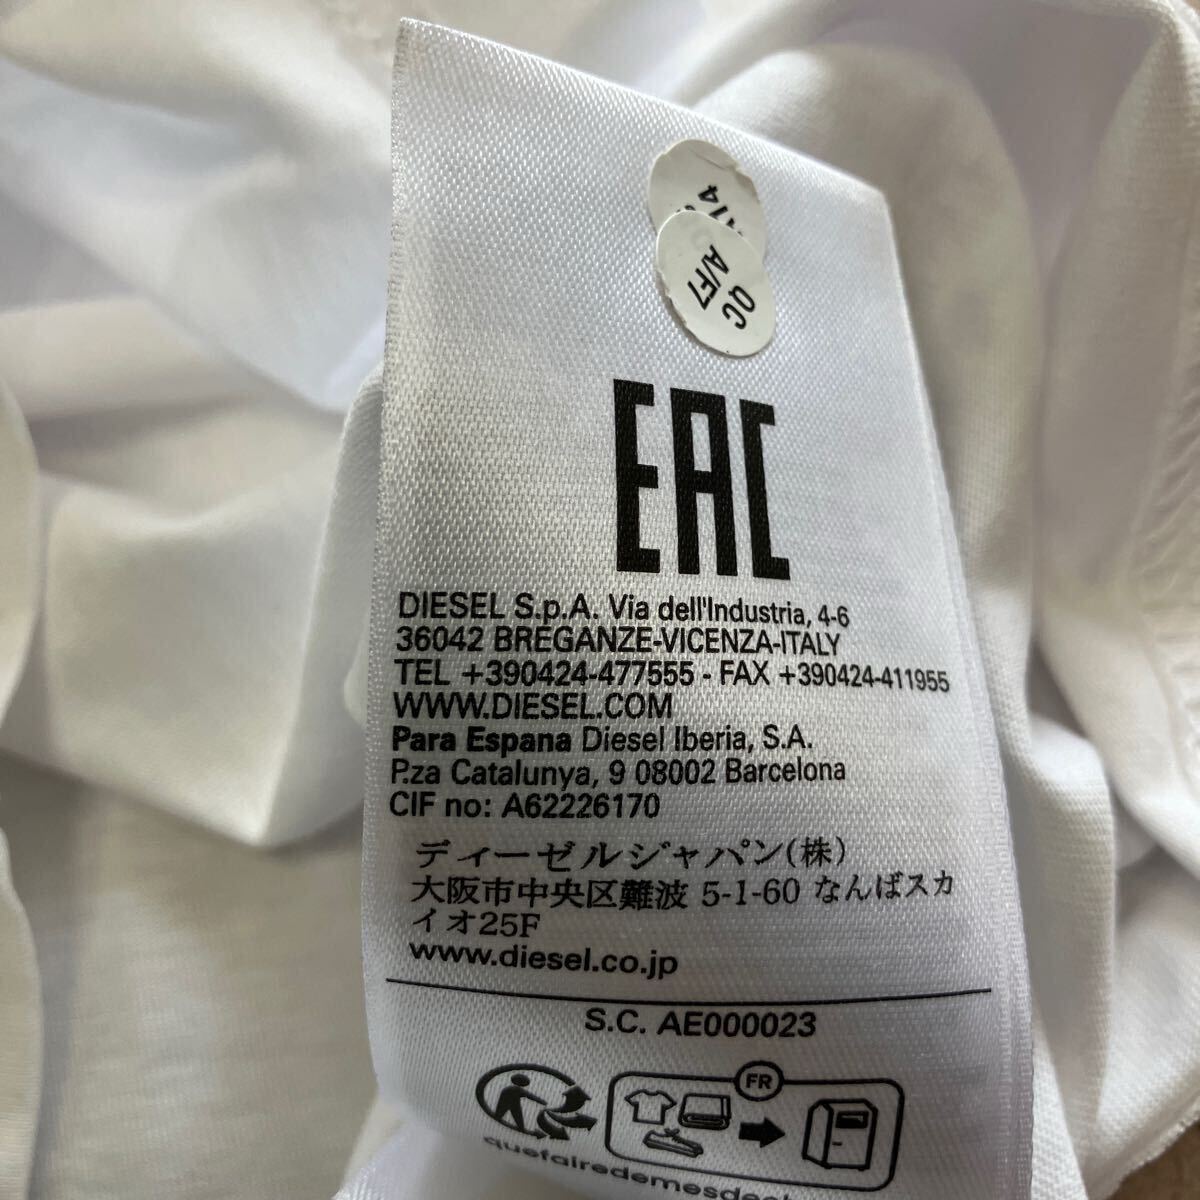 QC
A/F7
EAC
DIESEL S.p.A. Via dell'Industria, 4-6
36042 BREGANZE-VICENZA-ITALY
TEL +390424-477555 - FAX +390424-411955
WWW.DIESEL.COM
Para Espana Diesel Iberia, S.A.
P.za Catalunya, 9 08002 Barcelona
CIF no: A62226170
ディーゼルジャパン(株)
大阪市中央区難波 5-1-60 なんばスカ
イオ25F
www.diesel.co.jp
S.C. AE000023
FR